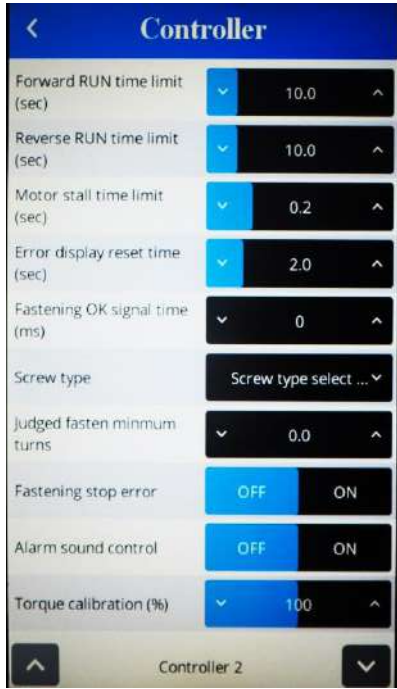 Controller
Forward RUN time limit
(sec)
10.0
Reverse RUN time limit
(sec)
10.0
Motor stall time limit
(sec)
0.2
Error display reset time
(sec)
2.0
Fastening OK signal time
(ms)
0
Screw type
Screw type select ...
Judged fasten minmum
turns
0.0
Fastening stop error
OFF ON
Alarm sound control
OFF ON
Torque calibration (%)
100
Controller 2